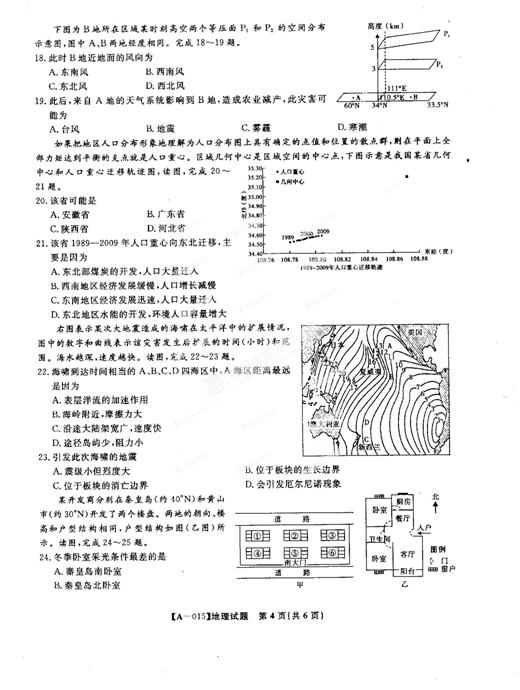 下图为B地所在区域某时刻高空两个等压面P₁和P₂的空间分布
示意图,图中A、B两地经度相同。完成18～19题。
18.此时B地近地面的风向为
A.东南风 B.西南风
C.东北风 D.西北风
19.此后,来自A地的天气系统影响到B地,造成农业减产,此灾害可
能为
A.台风 B.地震 C.雾霾 D.寒潮
高度(km)
P₁
5
P₂
3
111°E
·A
110.5°E ·B
60°N 34°N 33.5°N
如果把地区人口分布形象地理解为人口分布图上具有确定的点值和位置的散点群,则在平面上全
部力矩达到平衡的支点就是人口重心。区域几何中心是区域空间的中心点,下图示意是我国某省几何
中心和人口重心迁移轨迹图,读图,完成20～
21题。
20.该省可能是
A.安徽省 B.广东省
C.陕西省 D.河北省
21.该省1989—2009年人口重心向东北迁移,主
要是因为
A.东北部煤炭的开发,人口大量迁入
B.西南地区经济发展缓慢,人口增长减慢
C.东南地区经济发展迅速,人口大量迁入
D.东北地区水能的开发,环境人口容量增大
35.30
35.20
35.10
35.00
34.90
34.80
34.70
34.60
34.50
34.40
·人口重心
■几何中心
1989 2000 2009
东经(度)
108.76 108.78 108.80 108.82 108.84 108.86 108.88
1989~2009年人口重心迁移轨迹
右图表示某次大地震造成的海啸在太平洋中的扩展情况,
图中的数字和曲线表示该灾害发生后扩展的时间(小时)和范
围。海水越深,速度越快。读图,完成22～23题。
22.海啸到达时间相当的A、B、C、D四海区中,A海区距离最远
是因为
A.表层洋流的加速作用
B.海岭附近,摩擦力大
C.沿途大陆架宽广,速度快
D.途径岛屿少,阻力小
日本
美国
夏威夷
澳大利亚
新西兰
23.引发此次海啸的地震
A.震级小但烈度大 B.位于板块的生长边界
C.位于板块的消亡边界 D.会引发厄尔尼诺现象
某开发商分别在秦皇岛(约40°N)和黄山
市(约30°N)开发了两个楼盘。两地的朝向、楼
高和户型结构相同,户型结构如图(乙图)所
示。读图,完成24～25题。
24.冬季卧室采光条件最差的是
A.秦皇岛南卧室
B.秦皇岛北卧室
道 路
① ② ③
④ ⑤ ⑥
南大门
道 路
甲
卧室
厨房
餐厅
卫生间
入户
卧室
客厅
阳台
乙
北
图例
门
窗户
【A—015】地理试题 第4页(共6页)